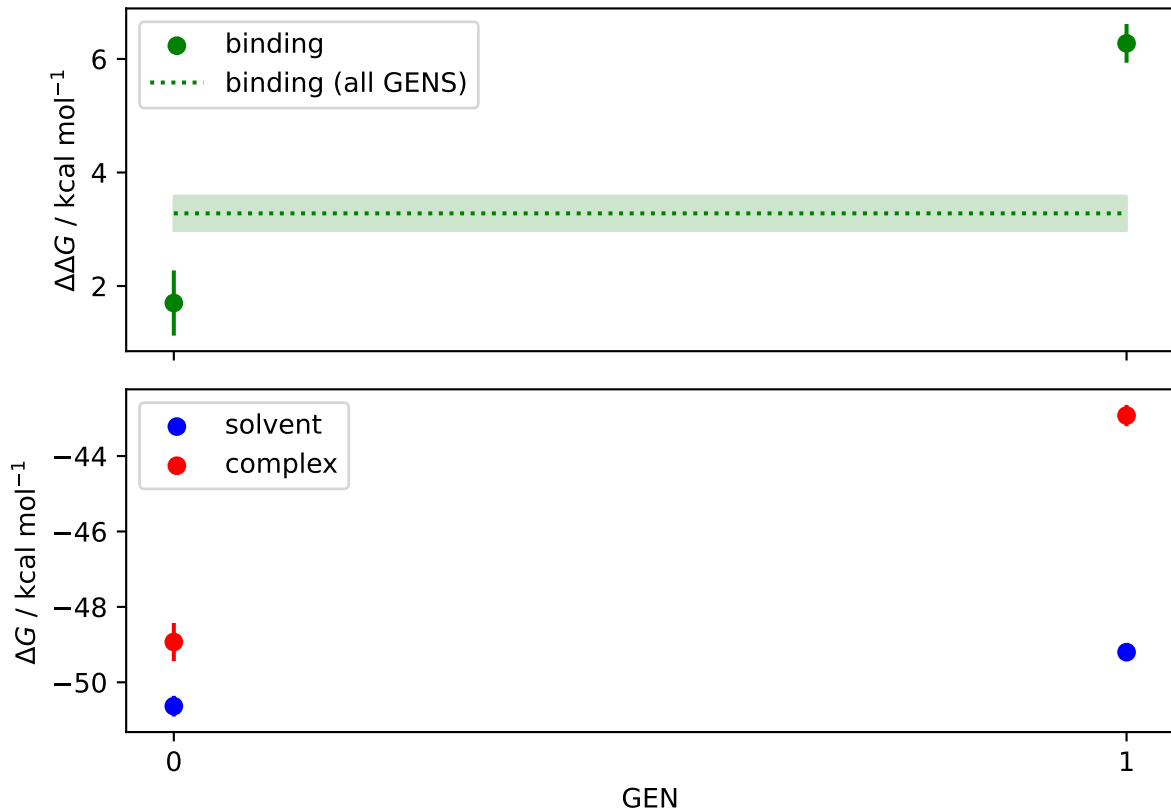 binding
binding (all GENS)
6
4
2
ΔΔG / kcal mol⁻¹
solvent
complex
−44
−46
−48
−50
ΔG / kcal mol⁻¹
0
1
GEN